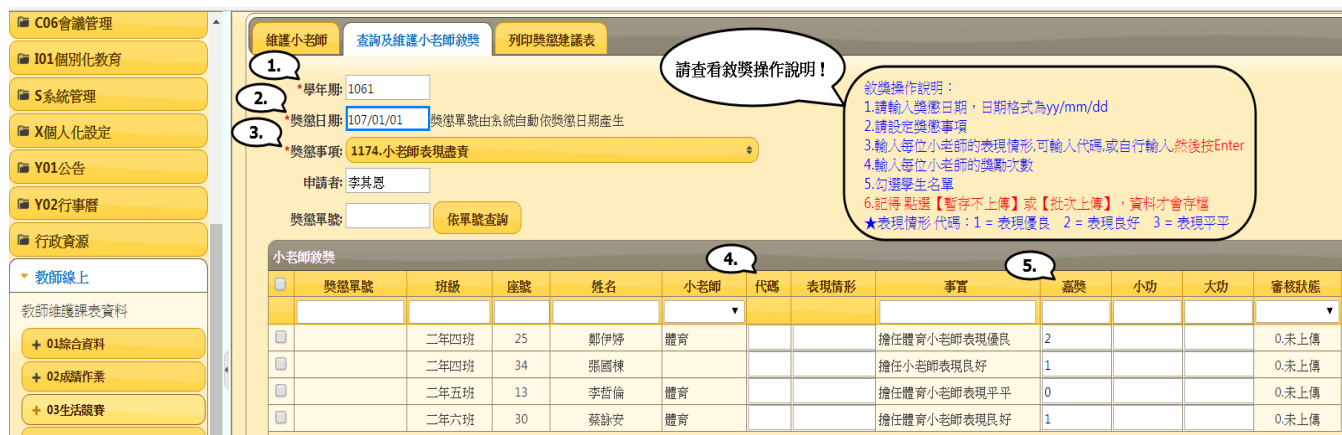 C06會議管理
I01個別化教育
S系統管理
X個人化設定
Y01公告
Y02行事曆
行政資源
教師線上
教師維護課表資料
+ 01綜合資料
+ 02成績作業
+ 03生活競賽
維護小老師 查詢及維護小老師敘獎 列印獎懲建議表
1.
*學年期: 1061
2.
*獎懲日期: 107/01/01 獎懲單號由系統自動依獎懲日期產生
3.
*獎懲事項: 1174.小老師表現盡責
申請者: 李其恩
獎懲單號: 依單號查詢
請查看敘獎操作說明！
敘獎操作說明：
1.請輸入獎懲日期，日期格式為yy/mm/dd
2.請設定獎懲事項
3.輸入每位小老師的表現情形,可輸入代碼,或自行輸入,然後按Enter
4.輸入每位小老師的獎勵次數
5.勾選學生名單
6.記得 點選【暫存不上傳】或【批次上傳】，資料才會存檔
★表現情形 代碼：1 = 表現優良 2 = 表現良好 3 = 表現平平
小老師敘獎
4.
5.
獎懲單號 班級 座號 姓名 小老師 代碼 表現情形 事實 嘉獎 小功 大功 審核狀態
二年四班 25 鄭伊婷 體育 擔任體育小老師表現優良 2 0.未上傳
二年四班 34 張國棟 擔任小老師表現良好 1 0.未上傳
二年五班 13 李哲倫 體育 擔任體育小老師表現平平 0 0.未上傳
二年六班 30 蔡詠安 體育 擔任體育小老師表現良好 1 0.未上傳